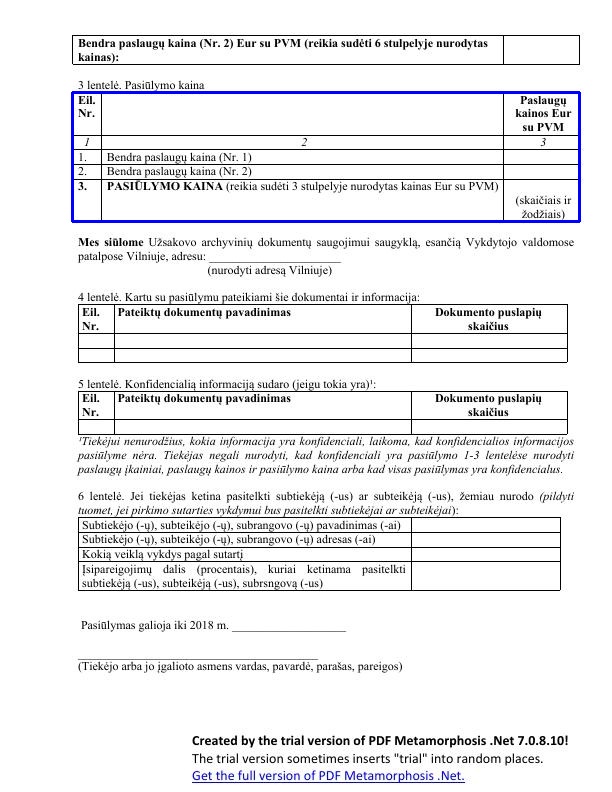 Bendra paslaugų kaina (Nr. 2) Eur su PVM (reikia sudėti 6 stulpelyje nurodytas
kainas):
3 lentelė. Pasiūlymo kaina
Eil.
Nr.
Paslaugų
kainos Eur
su PVM
1 2 3
1. Bendra paslaugų kaina (Nr. 1)
2. Bendra paslaugų kaina (Nr. 2)
3. PASIŪLYMO KAINA (reikia sudėti 3 stulpelyje nurodytas kainas Eur su PVM)
(skaičiais ir
žodžiais)
Mes siūlome Užsakovo archyvinių dokumentų saugojimui saugyklą, esančią Vykdytojo valdomose
patalpose Vilniuje, adresu: ______________________
(nurodyti adresą Vilniuje)
4 lentelė. Kartu su pasiūlymu pateikiami šie dokumentai ir informacija:
Eil.
Nr.
Pateiktų dokumentų pavadinimas
Dokumento puslapių
skaičius
5 lentelė. Konfidencialią informaciją sudaro (jeigu tokia yra)¹:
Eil.
Nr.
Pateiktų dokumentų pavadinimas
Dokumento puslapių
skaičius
¹Tiekėjui nenurodžius, kokia informacija yra konfidenciali, laikoma, kad konfidencialios informacijos
pasiūlyme nėra. Tiekėjas negali nurodyti, kad konfidenciali yra pasiūlymo 1-3 lentelėse nurodyti
paslaugų įkainiai, paslaugų kainos ir pasiūlymo kaina arba kad visas pasiūlymas yra konfidencialus.
6 lentelė. Jei tiekėjas ketina pasitelkti subtiekėją (-us) ar subteikėją (-us), žemiau nurodo (pildyti
tuomet, jei pirkimo sutarties vykdymui bus pasitelkti subtiekėjai ar subteikėjai):
Subtiekėjo (-ų), subteikėjo (-ų), subrangovo (-ų) pavadinimas (-ai)
Subtiekėjo (-ų), subteikėjo (-ų), subrangovo (-ų) adresas (-ai)
Kokią veiklą vykdys pagal sutartį
Įsipareigojimų dalis (procentais), kuriai ketinama pasitelkti
subtiekėją (-us), subteikėją (-us), subrsngovą (-us)
Pasiūlymas galioja iki 2018 m. ___________________
________________________________________
(Tiekėjo arba jo įgalioto asmens vardas, pavardė, parašas, pareigos)
Created by the trial version of PDF Metamorphosis .Net 7.0.8.10!
The trial version sometimes inserts "trial" into random places.
Get the full version of PDF Metamorphosis .Net.